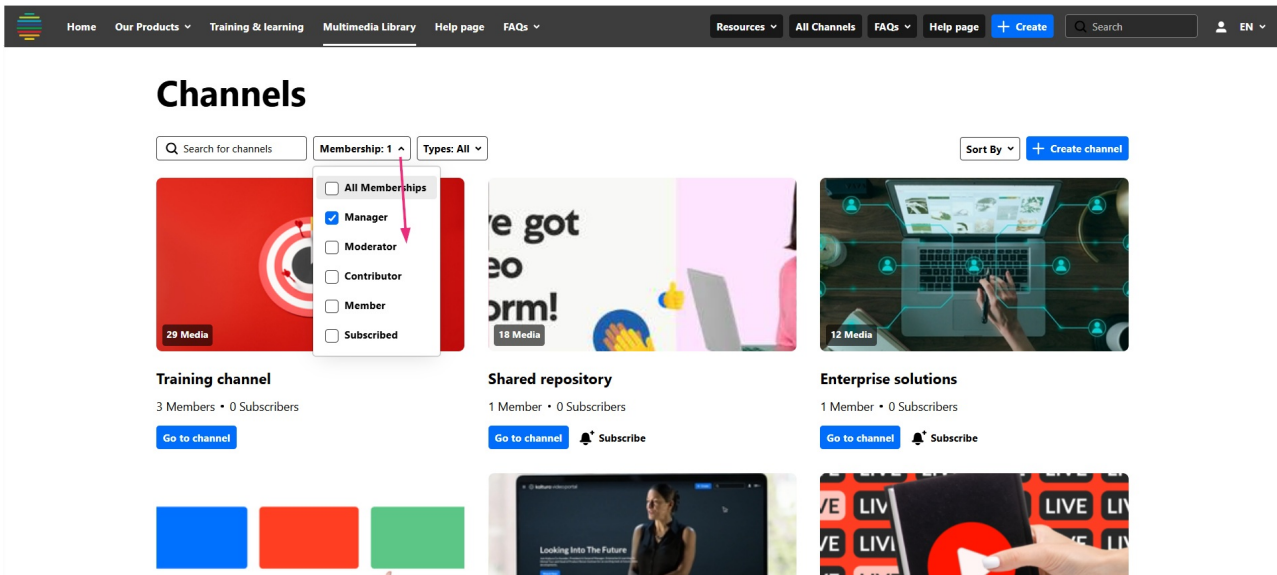 Home Our Products Training & learning Multimedia Library Help page FAQs Resources All Channels FAQs Help page + Create Search EN
Channels
Search for channels Membership: 1 Types: All Sort By + Create channel
All Memberships
Manager
Moderator
Contributor
Member
Subscribed
29 Media
e got
eo
orm!
18 Media
12 Media
Training channel
3 Members • 0 Subscribers
Go to channel
Shared repository
1 Member • 0 Subscribers
Go to channel Subscribe
Enterprise solutions
1 Member • 0 Subscribers
Go to channel Subscribe
Looking Into The Future
LIVE
LIVE